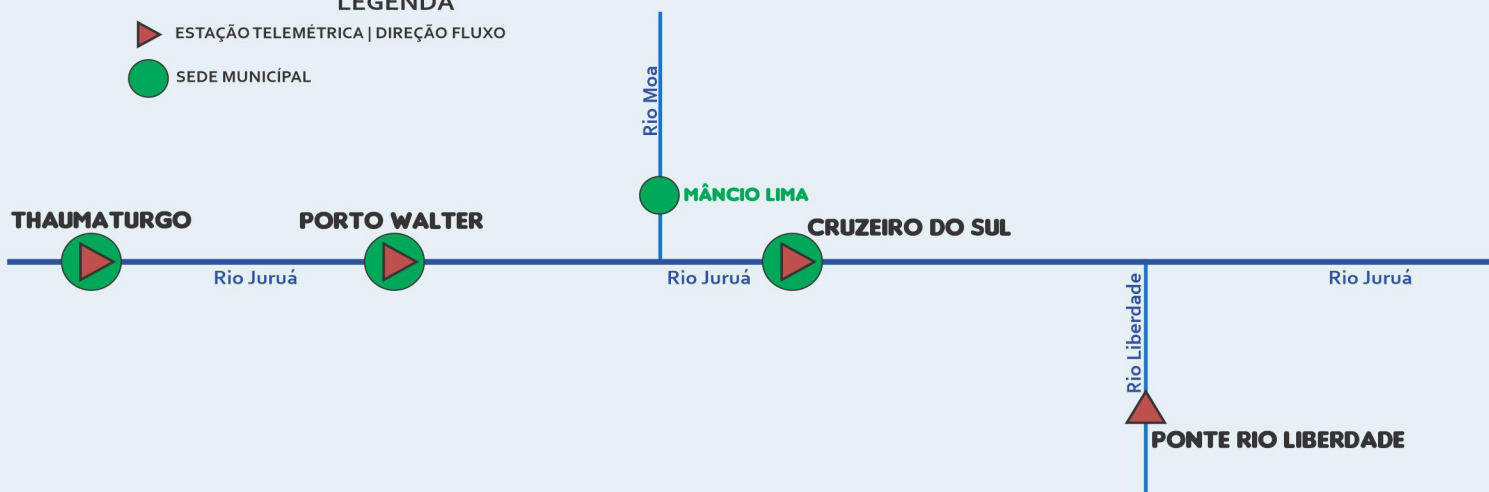 LEGENDA
ESTAÇÃO TELEMÉTRICA | DIREÇÃO FLUXO
SEDE MUNICÍPAL
Rio Moa
MÂNCIO LIMA
THAUMATURGO
PORTO WALTER
CRUZEIRO DO SUL
Rio Juruá
Rio Juruá
Rio Juruá
Rio Liberdade
PONTE RIO LIBERDADE